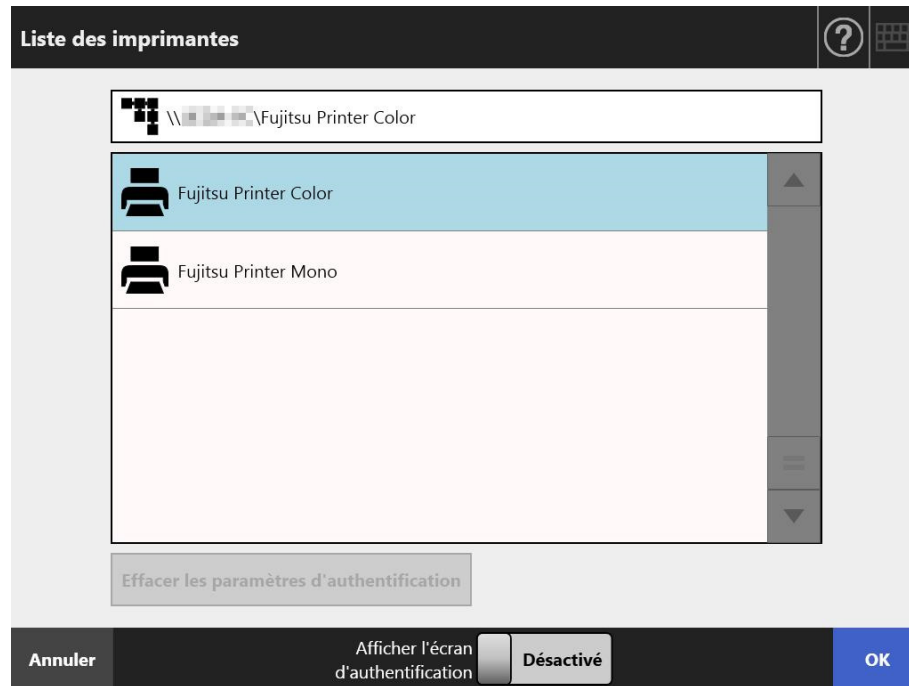 Liste des imprimantes
?
\\ \Fujitsu Printer Color
Fujitsu Printer Color
Fujitsu Printer Mono
Effacer les paramètres d'authentification
Annuler
Afficher l'écran
d'authentification
Désactivé
OK